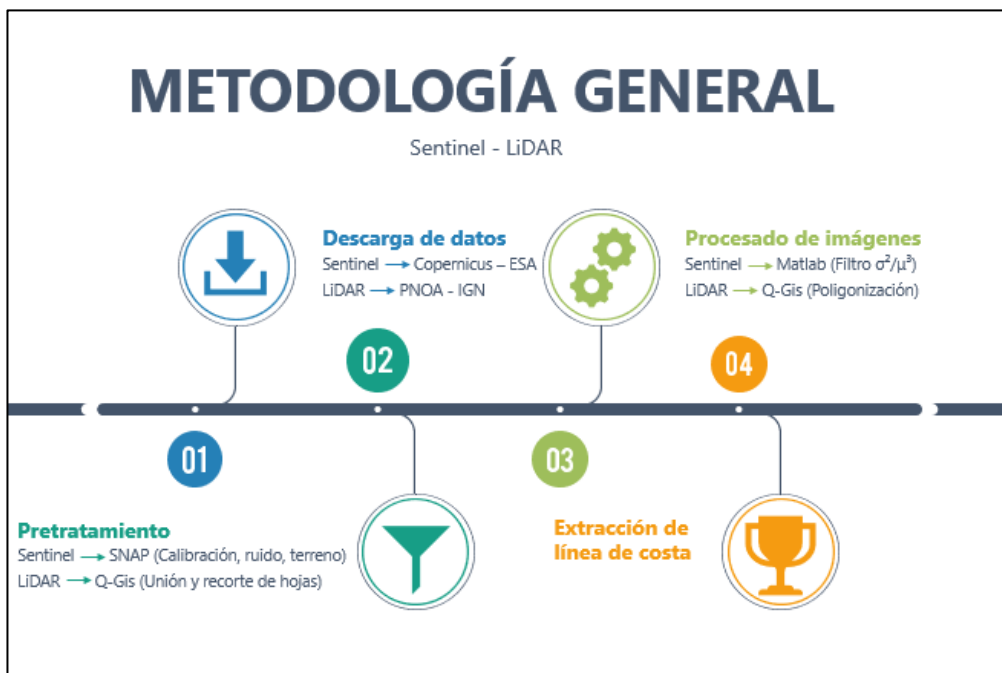 METODOLOGÍA GENERAL
Sentinel - LiDAR
01
Descarga de datos
Sentinel → Copernicus – ESA
LiDAR → PNOA - IGN
02
Pretratamiento
Sentinel → SNAP (Calibración, ruido, terreno)
LiDAR → Q-Gis (Unión y recorte de hojas)
03
Procesado de imágenes
Sentinel → Matlab (Filtro σ²/μ³)
LiDAR → Q-Gis (Poligonización)
04
Extracción de
línea de costa